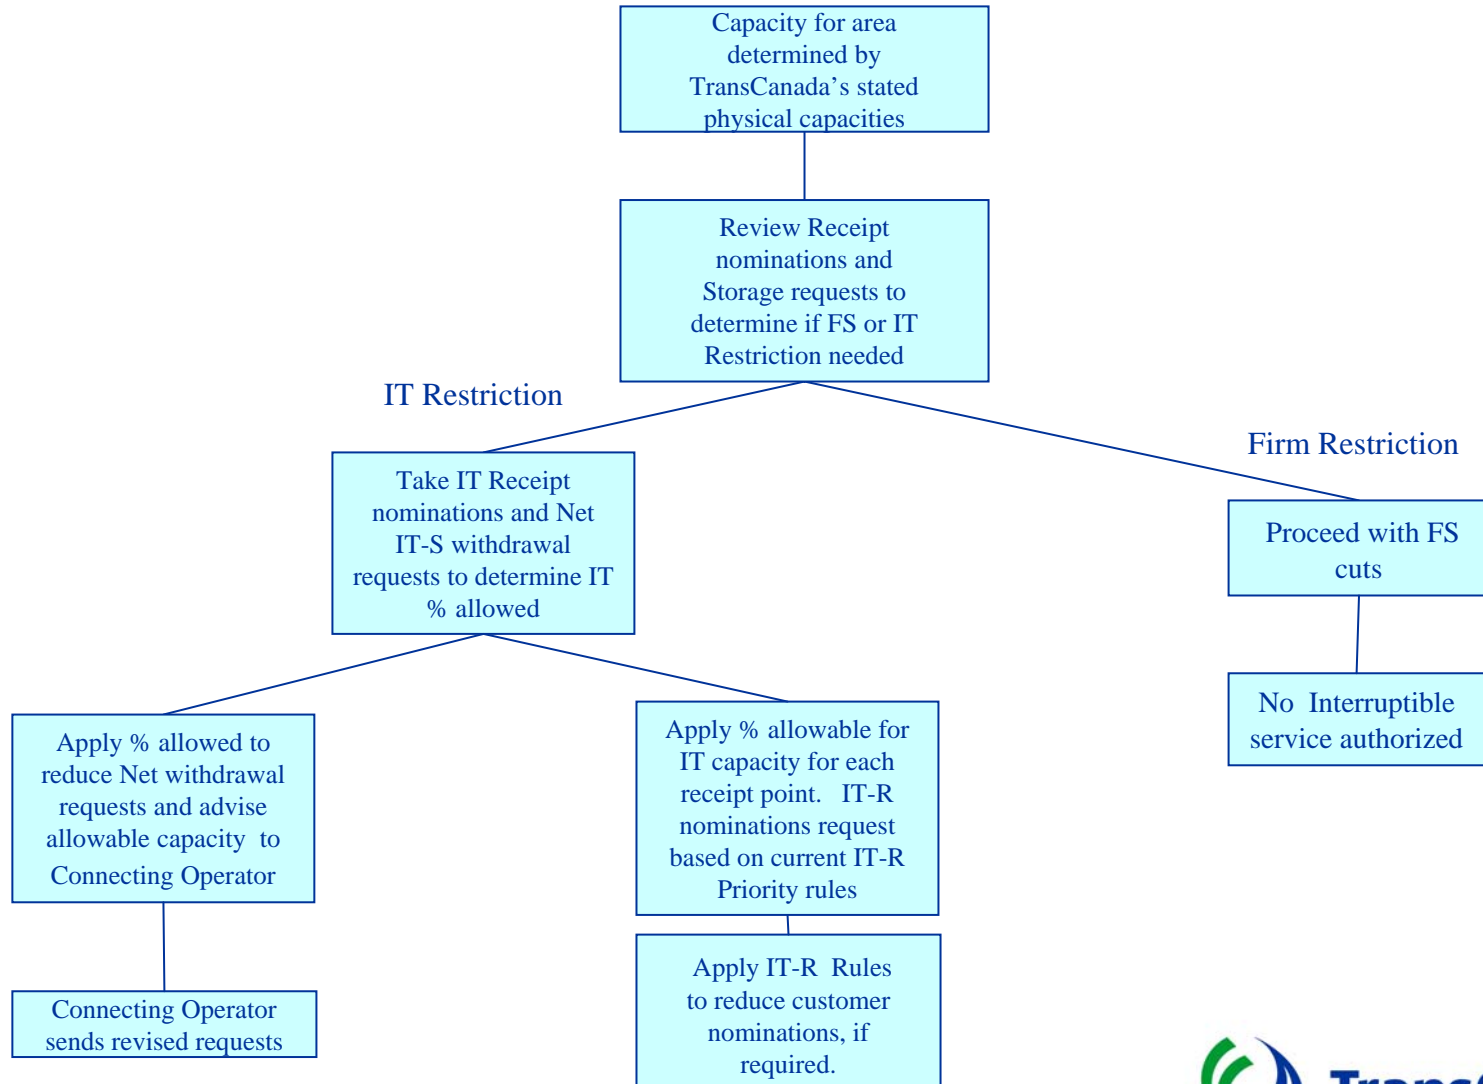 Capacity for area
determined by
TransCanada’s stated
physical capacities
Review Receipt
nominations and
Storage requests to
determine if FS or IT
Restriction needed
IT Restriction
Firm Restriction
Take IT Receipt
nominations and Net
IT-S withdrawal
requests to determine IT
% allowed
Proceed with FS
cuts
No Interruptible
service authorized
Apply % allowed to
reduce Net withdrawal
requests and advise
allowable capacity to
Connecting Operator
Apply % allowable for
IT capacity for each
receipt point. IT-R
nominations request
based on current IT-R
Priority rules
Connecting Operator
sends revised requests
Apply IT-R Rules
to reduce customer
nominations, if
required.